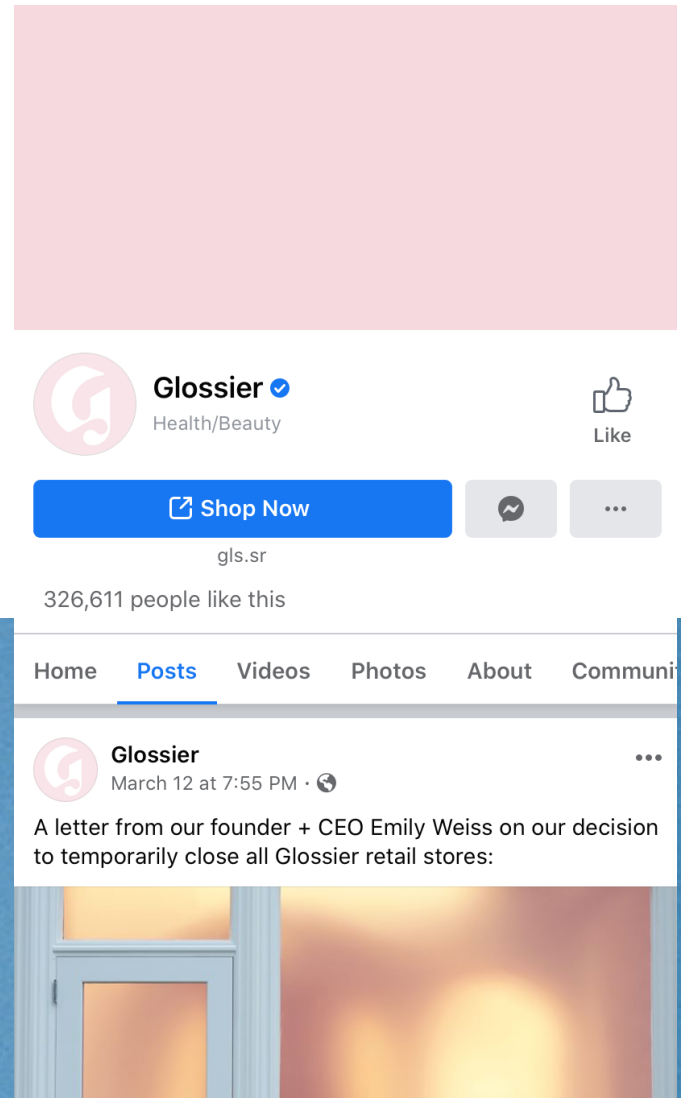 Glossier
Health/Beauty
Like
Shop Now
gls.sr
326,611 people like this
Home Posts Videos Photos About Communi
Glossier
March 12 at 7:55 PM ·
A letter from our founder + CEO Emily Weiss on our decision
to temporarily close all Glossier retail stores: